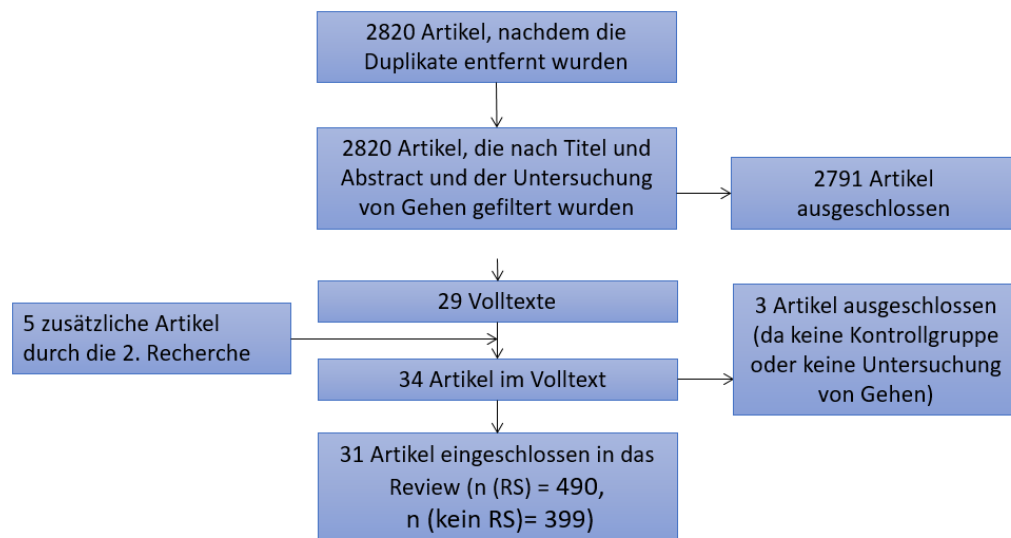 2820 Artikel, nachdem die
Duplikate entfernt wurden
2820 Artikel, die nach Titel und
Abstract und der Untersuchung
von Gehen gefiltert wurden
2791 Artikel
ausgeschlossen
29 Volltexte
5 zusätzliche Artikel
durch die 2. Recherche
34 Artikel im Volltext
3 Artikel ausgeschlossen
(da keine Kontrollgruppe
oder keine Untersuchung
von Gehen)
31 Artikel eingeschlossen in das
Review (n (RS) = 490,
n (kein RS)= 399)